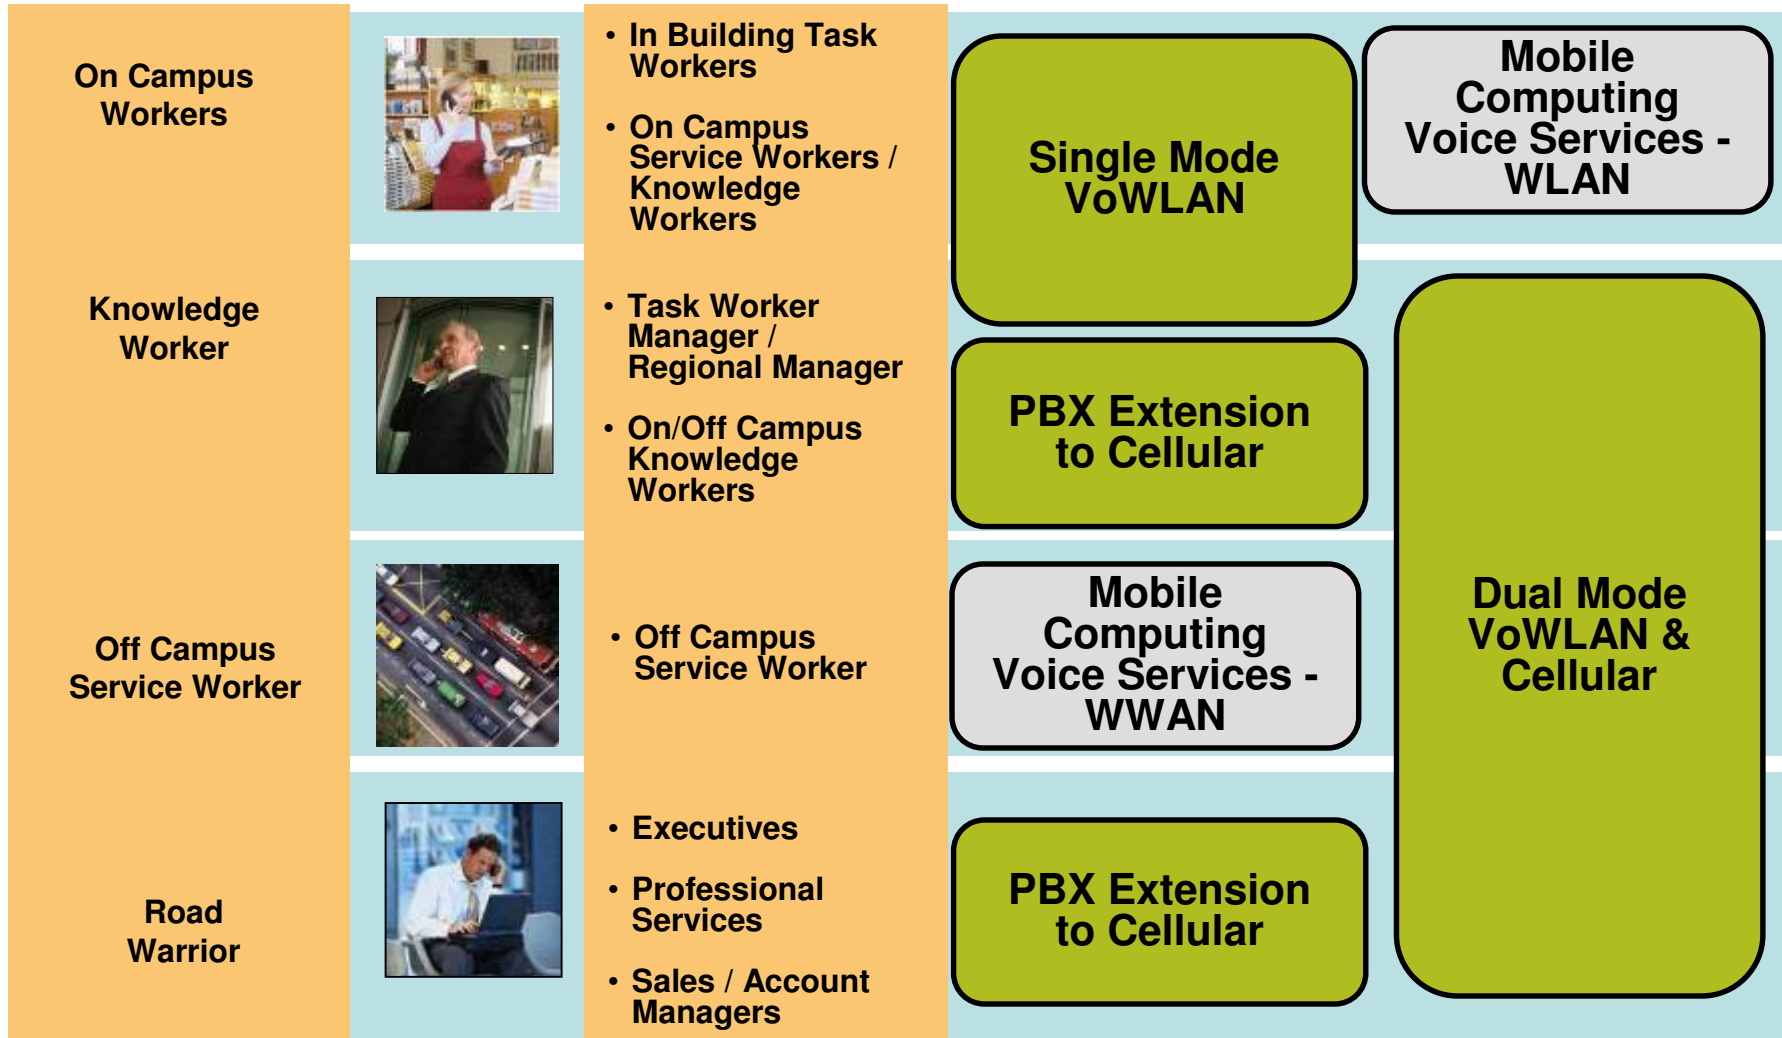 On Campus
Workers
• In Building Task
Workers
• On Campus
Service Workers /
Knowledge
Workers
Single Mode
VoWLAN
Mobile
Computing
Voice Services -
WLAN
Knowledge
Worker
• Task Worker
Manager /
Regional Manager
• On/Off Campus
Knowledge
Workers
PBX Extension
to Cellular
Dual Mode
VoWLAN &
Cellular
Off Campus
Service Worker
• Off Campus
Service Worker
Mobile
Computing
Voice Services -
WWAN
Road
Warrior
• Executives
• Professional
Services
• Sales / Account
Managers
PBX Extension
to Cellular